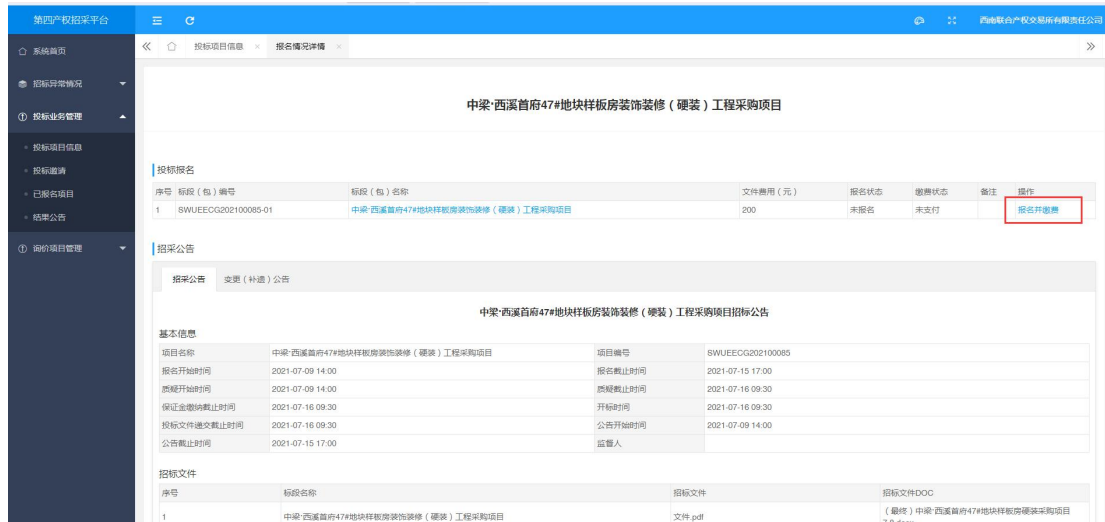 第四产权招采平台
西南联合产权交易所有限责任公司
系统首页
招标异常情况
投标业务管理
投标项目信息
投标邀请
已报名项目
结果公告
询价项目管理
投标项目信息 × 报名情况详情 ×
中梁·西溪首府47#地块样板房装饰装修（硬装）工程采购项目
投标报名
序号 标段（包）编号 标段（包）名称 文件费用（元） 报名状态 缴费状态 备注 操作
1 SWUEECG202100085-01 中梁·西溪首府47#地块样板房装饰装修（硬装）工程采购项目 200 未报名 未支付 报名并缴费
招采公告
招采公告 变更（补遗）公告
中梁·西溪首府47#地块样板房装饰装修（硬装）工程采购项目招标公告
基本信息
项目名称 中梁·西溪首府47#地块样板房装饰装修（硬装）工程采购项目 项目编号 SWUEECG202100085
报名开始时间 2021-07-09 14:00 报名截止时间 2021-07-15 17:00
质疑开始时间 2021-07-09 14:00 质疑截止时间 2021-07-16 09:30
保证金缴纳截止时间 2021-07-16 09:30 开标时间 2021-07-16 09:30
投标文件递交截止时间 2021-07-16 09:30 公告开始时间 2021-07-09 14:00
公告截止时间 2021-07-15 17:00 监督人
招标文件
序号 标段名称 招标文件 招标文件DOC
1 中梁·西溪首府47#地块样板房装饰装修（硬装）工程采购项目 文件.pdf （最终）中梁·西溪首府47#地块样板房硬装采购项目